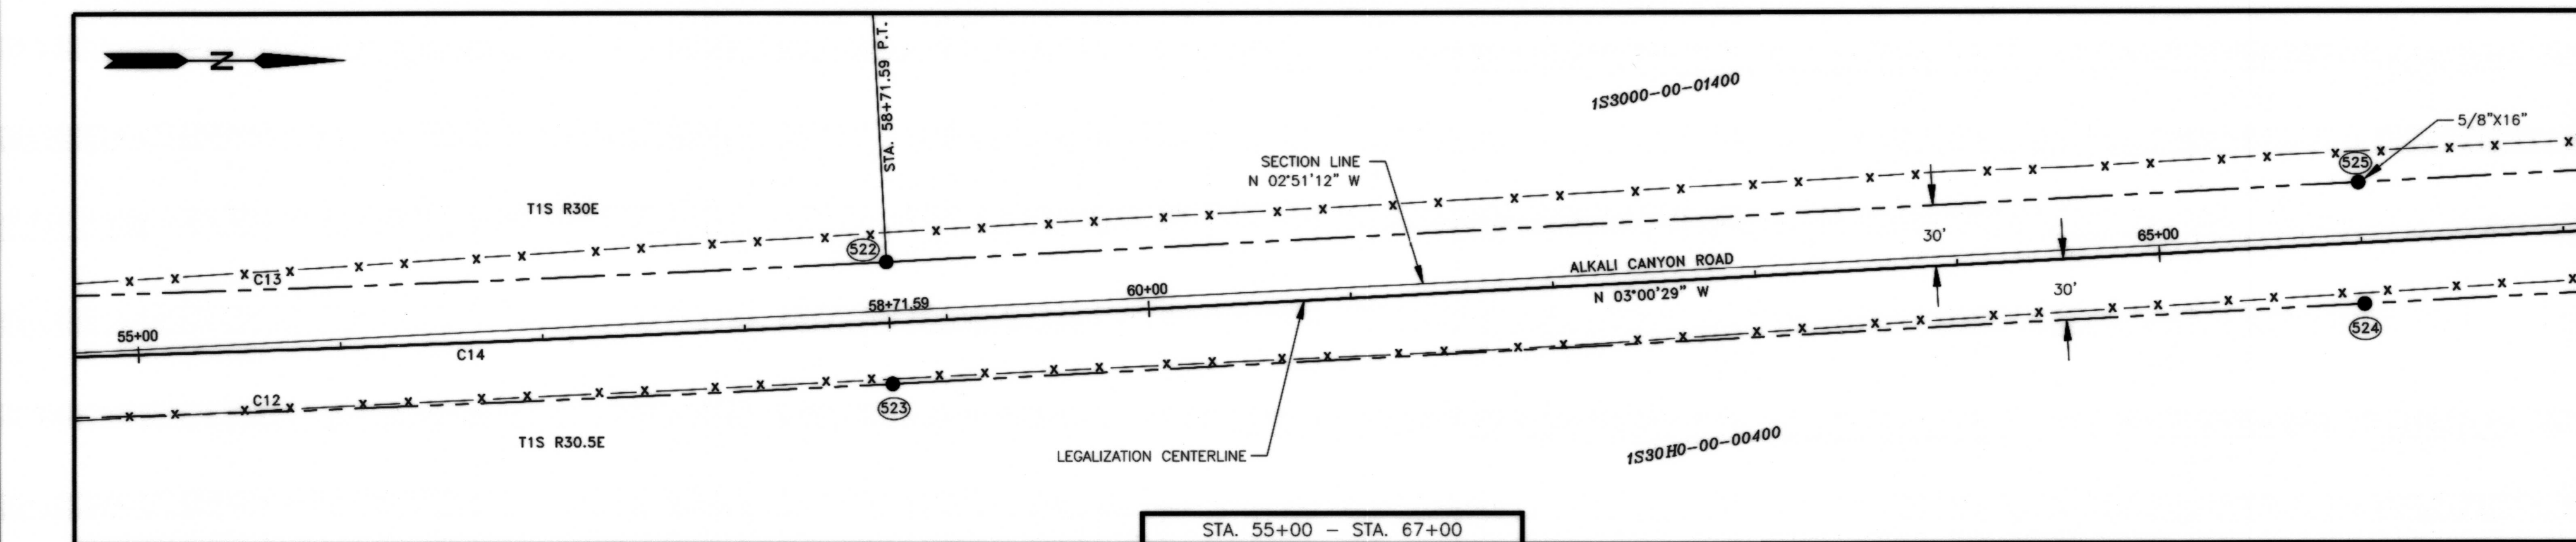 N
STA. 58+71.59 P.T.
1S3000-00-01400
5/8"X16"
SECTION LINE
N 02°51'12" W
525
T1S R30E
522
30'
65+00
ALKALI CANYON ROAD
C13
60+00
30'
N 03°00'29" W
58+71.59
55+00
524
C14
C12
523
T1S R30.5E
1S30H0-00-00400
LEGALIZATION CENTERLINE
STA. 55+00 - STA. 67+00